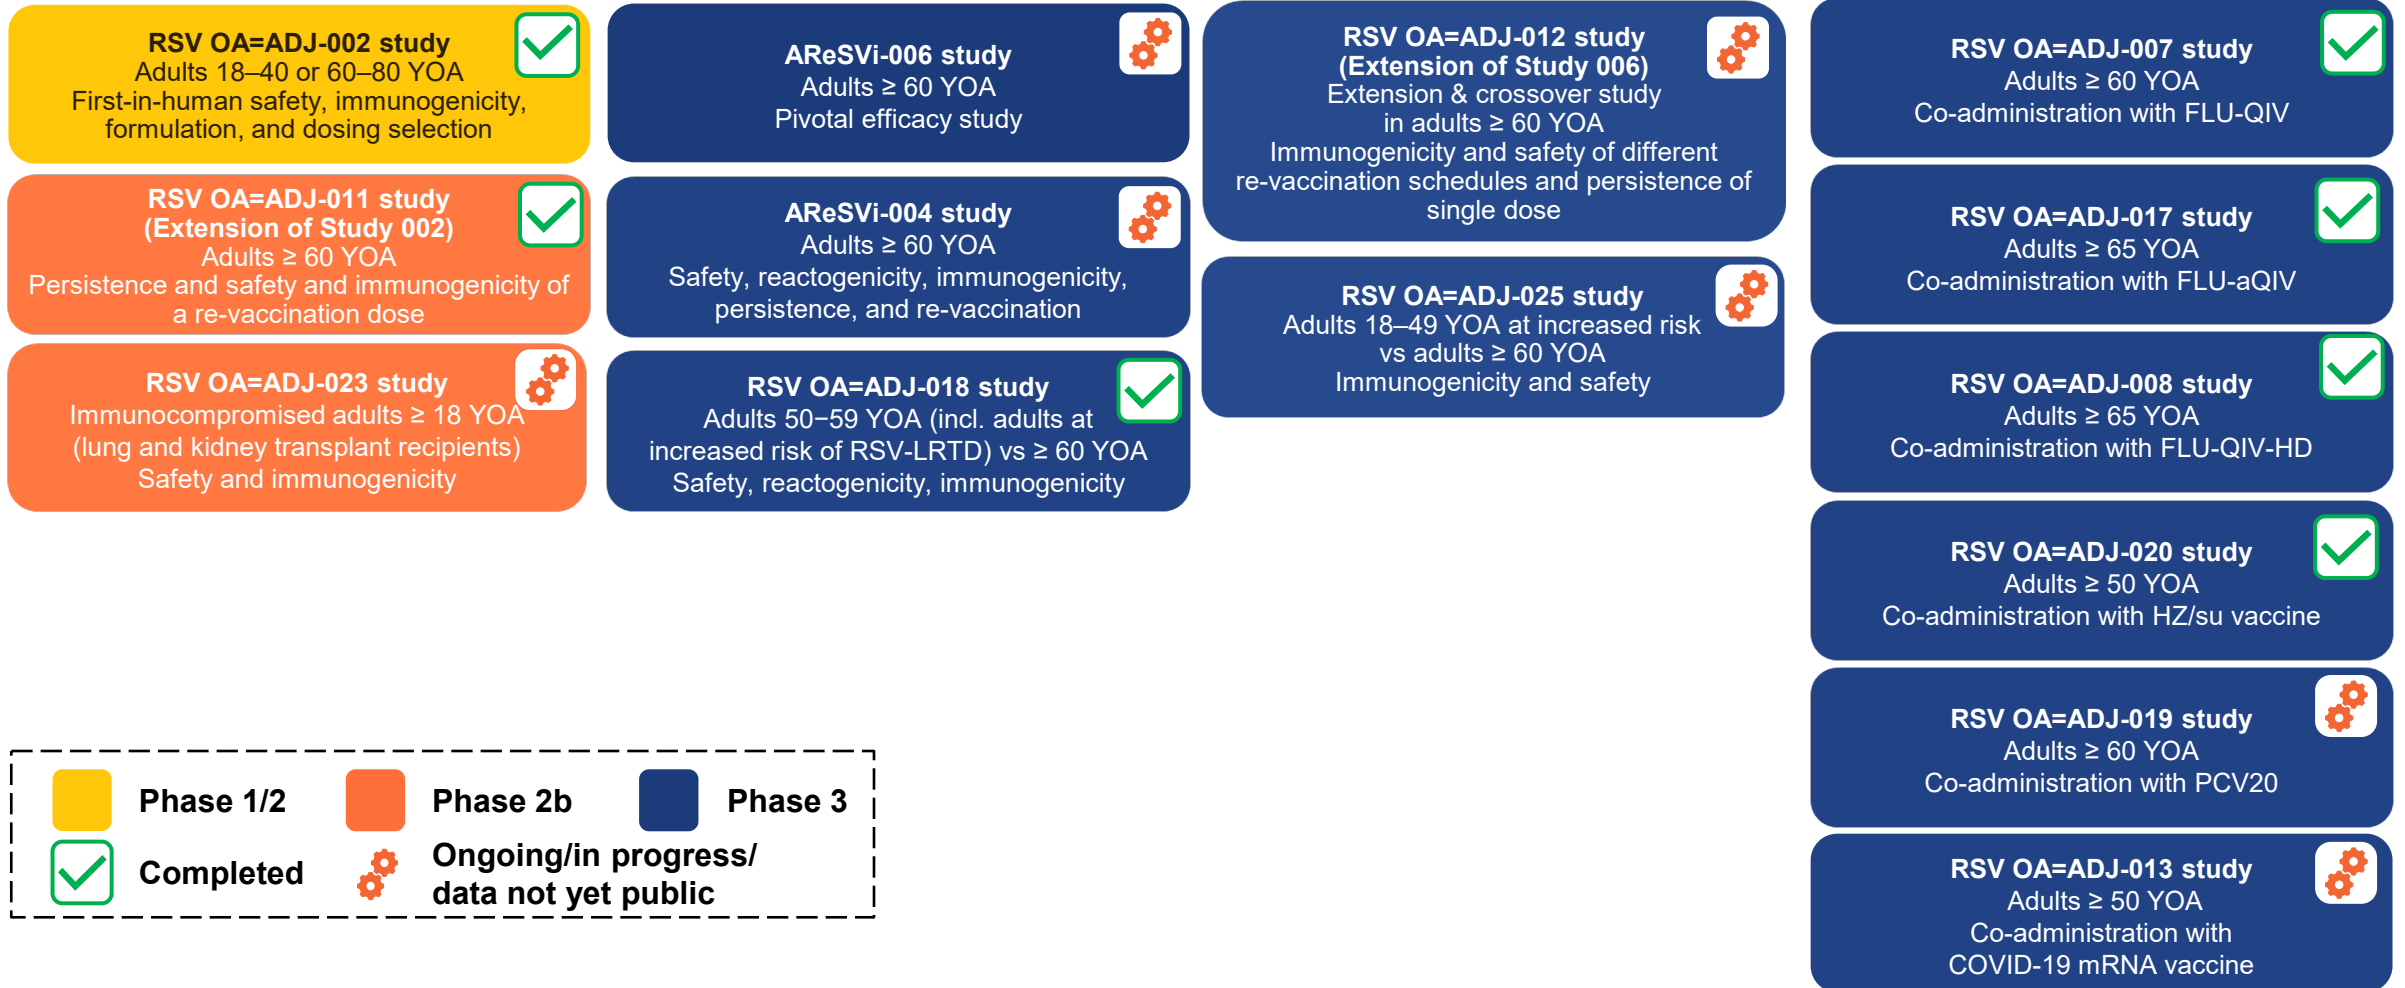 RSV OA=ADJ-002 study
Adults 18–40 or 60–80 YOA
First-in-human safety, immunogenicity,
formulation, and dosing selection
RSV OA=ADJ-011 study
(Extension of Study 002)
Adults ≥ 60 YOA
Persistence and safety and immunogenicity of
a re-vaccination dose
RSV OA=ADJ-023 study
Immunocompromised adults ≥ 18 YOA
(lung and kidney transplant recipients)
Safety and immunogenicity
AReSVi-006 study
Adults ≥ 60 YOA
Pivotal efficacy study
AReSVi-004 study
Adults ≥ 60 YOA
Safety, reactogenicity, immunogenicity,
persistence, and re-vaccination
RSV OA=ADJ-018 study
Adults 50–59 YOA (incl. adults at
increased risk of RSV-LRTD) vs ≥ 60 YOA
Safety, reactogenicity, immunogenicity
RSV OA=ADJ-012 study
(Extension of Study 006)
Extension & crossover study
in adults ≥ 60 YOA
Immunogenicity and safety of different
re-vaccination schedules and persistence of
single dose
RSV OA=ADJ-025 study
Adults 18–49 YOA at increased risk
vs adults ≥ 60 YOA
Immunogenicity and safety
RSV OA=ADJ-007 study
Adults ≥ 60 YOA
Co-administration with FLU-QIV
RSV OA=ADJ-017 study
Adults ≥ 65 YOA
Co-administration with FLU-aQIV
RSV OA=ADJ-008 study
Adults ≥ 65 YOA
Co-administration with FLU-QIV-HD
RSV OA=ADJ-020 study
Adults ≥ 50 YOA
Co-administration with HZ/su vaccine
RSV OA=ADJ-019 study
Adults ≥ 60 YOA
Co-administration with PCV20
RSV OA=ADJ-013 study
Adults ≥ 50 YOA
Co-administration with
COVID-19 mRNA vaccine
Phase 1/2
Phase 2b
Phase 3
Completed
Ongoing/in progress/
data not yet public